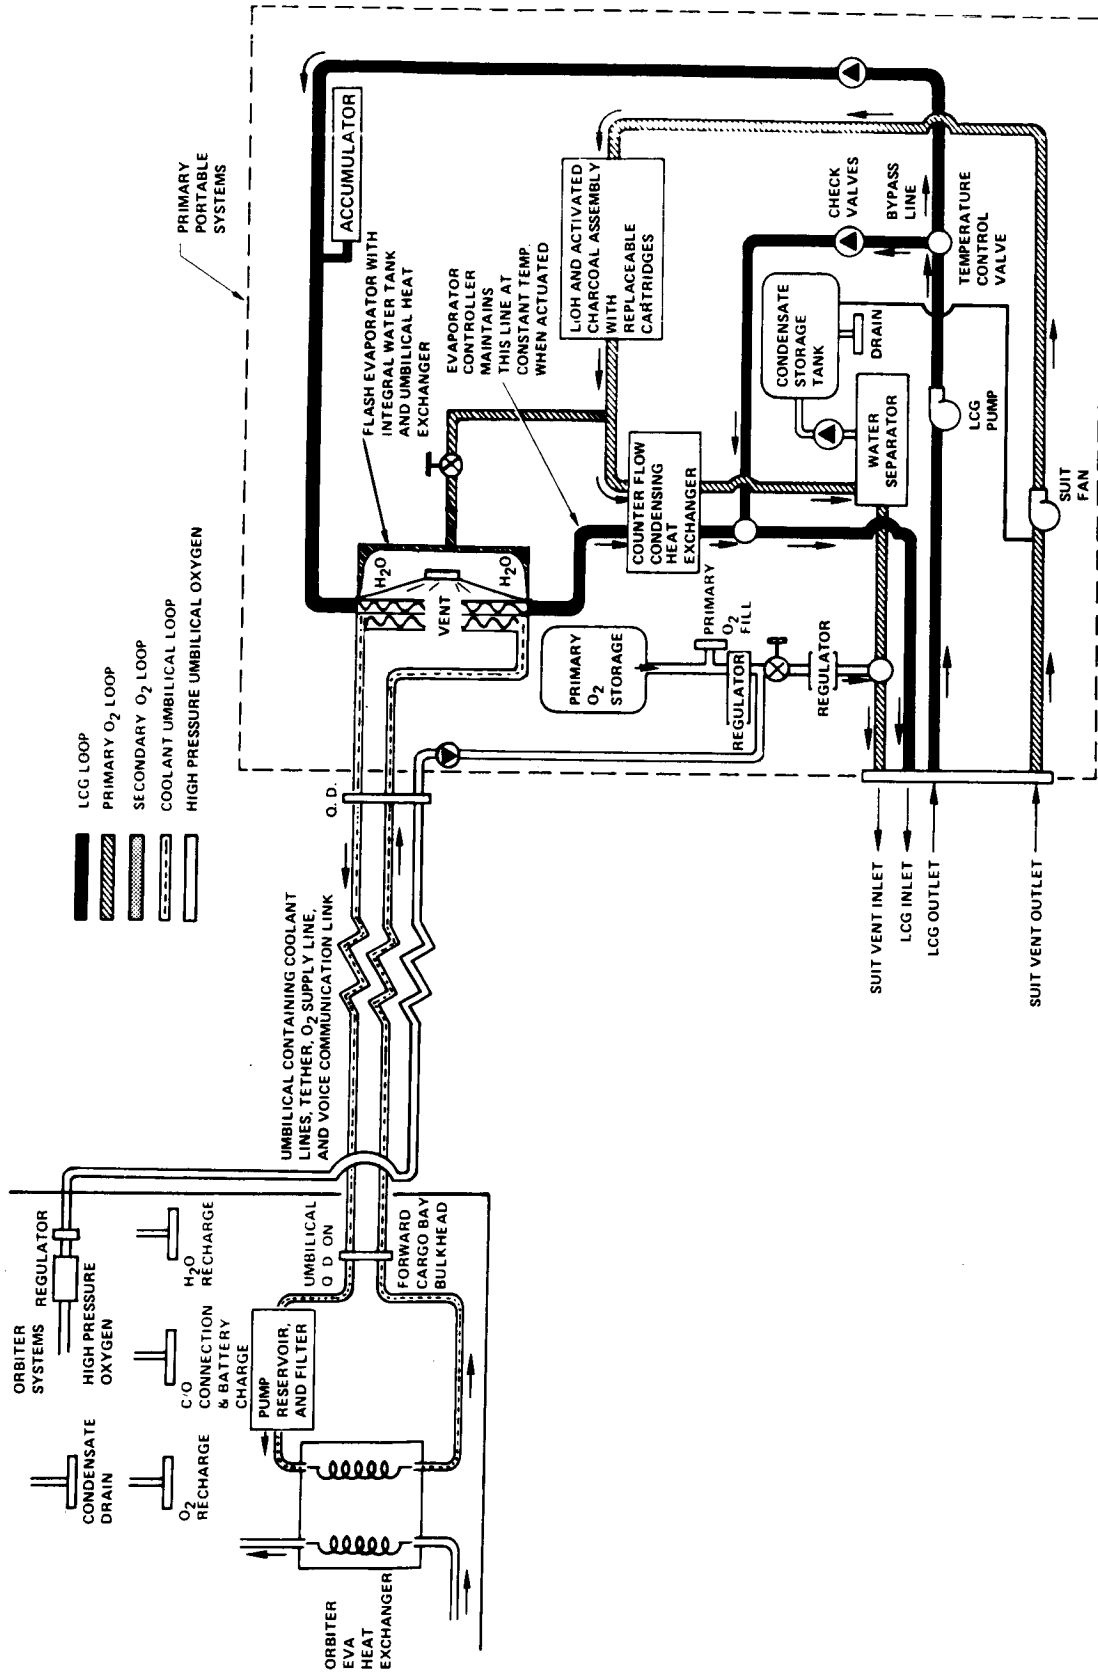 LCG LOOP
PRIMARY O2 LOOP
SECONDARY O2 LOOP
COOLANT UMBILICAL LOOP
HIGH PRESSURE UMBILICAL OXYGEN
PRIMARY
PORTABLE
SYSTEMS
ACCUMULATOR
FLASH EVAPORATOR WITH
INTEGRAL WATER TANK
AND UMBILICAL HEAT
EXCHANGER
EVAPORATOR
CONTROLLER
MAINTAINS
THIS LINE AT
CONSTANT TEMP.
WHEN ACTUATED
LiOH AND ACTIVATED
CHARCOAL ASSEMBLY
WITH
REPLACEABLE
CARTRIDGES
CHECK
VALVES
BYPASS
LINE
TEMPERATURE
CONTROL
VALVE
CONDENSATE
STORAGE
TANK
DRAIN
WATER
SEPARATOR
LCG
PUMP
SUIT
FAN
COUNTER FLOW
CONDENSING
HEAT
EXCHANGER
H2O
H2O
VENT
PRIMARY
O2
STORAGE
PRIMARY
O2
FILL
REGULATOR
REGULATOR
SUIT VENT INLET
LCG INLET
LCG OUTLET
SUIT VENT OUTLET
Q. D.
UMBILICAL CONTAINING COOLANT
LINES, TETHER, O2 SUPPLY LINE,
AND VOICE COMMUNICATION LINK
ORBITER
SYSTEMS
REGULATOR
HIGH PRESSURE
OXYGEN
H2O
RECHARGE
C/O
CONNECTION
& BATTERY
CHARGE
CONDENSATE
DRAIN
O2
RECHARGE
UMBILICAL
Q D ON
FORWARD
CARGO BAY
BULKHEAD
PUMP
RESERVOIR,
AND FILTER
ORBITER
EVA
HEAT
EXCHANGER